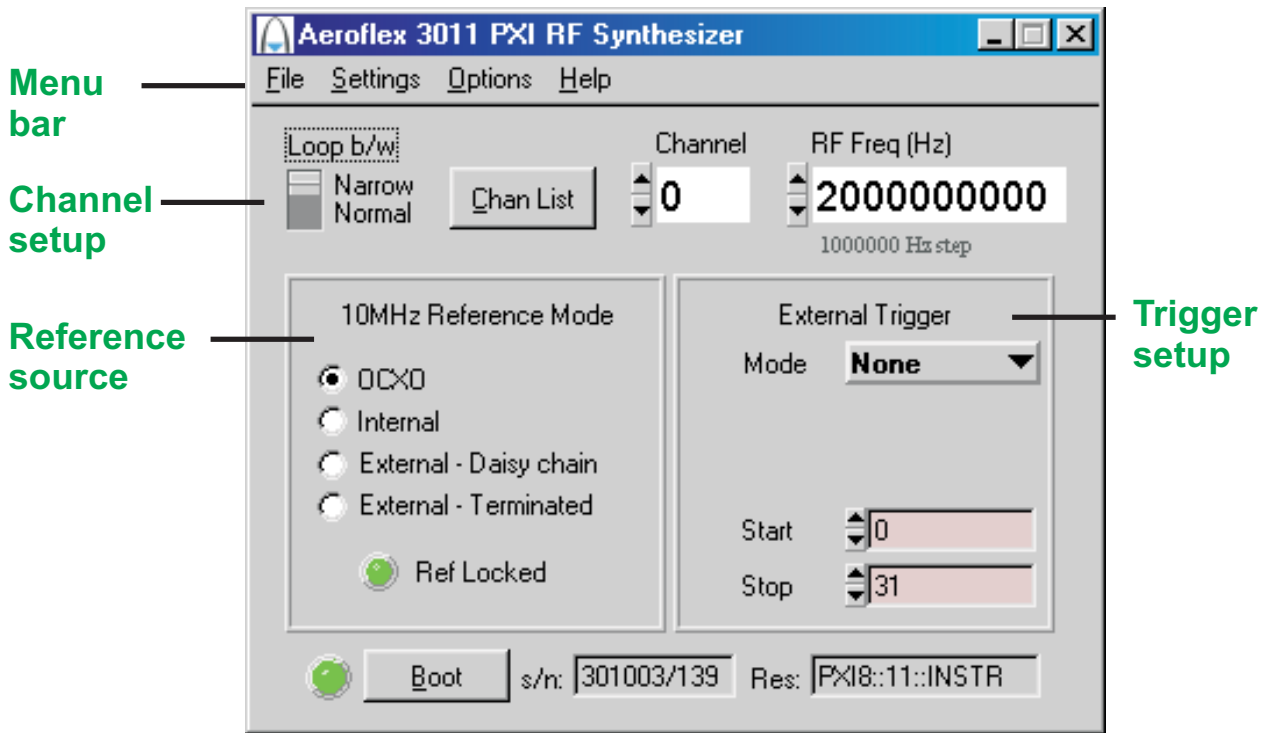 Aeroflex 3011 PXI RF Synthesizer
Menu
bar
File Settings Options Help
Loop b/w
Channel
RF Freq (Hz)
Channel
setup
Narrow
Normal
Chan List
0
2000000000
1000000 Hz step
Reference
source
10MHz Reference Mode
OCXO
Internal
External - Daisy chain
External - Terminated
Ref Locked
External Trigger
Mode None
Start 0
Stop 31
Trigger
setup
Boot s/n: 301003/139 Res: PXI8::11::INSTR